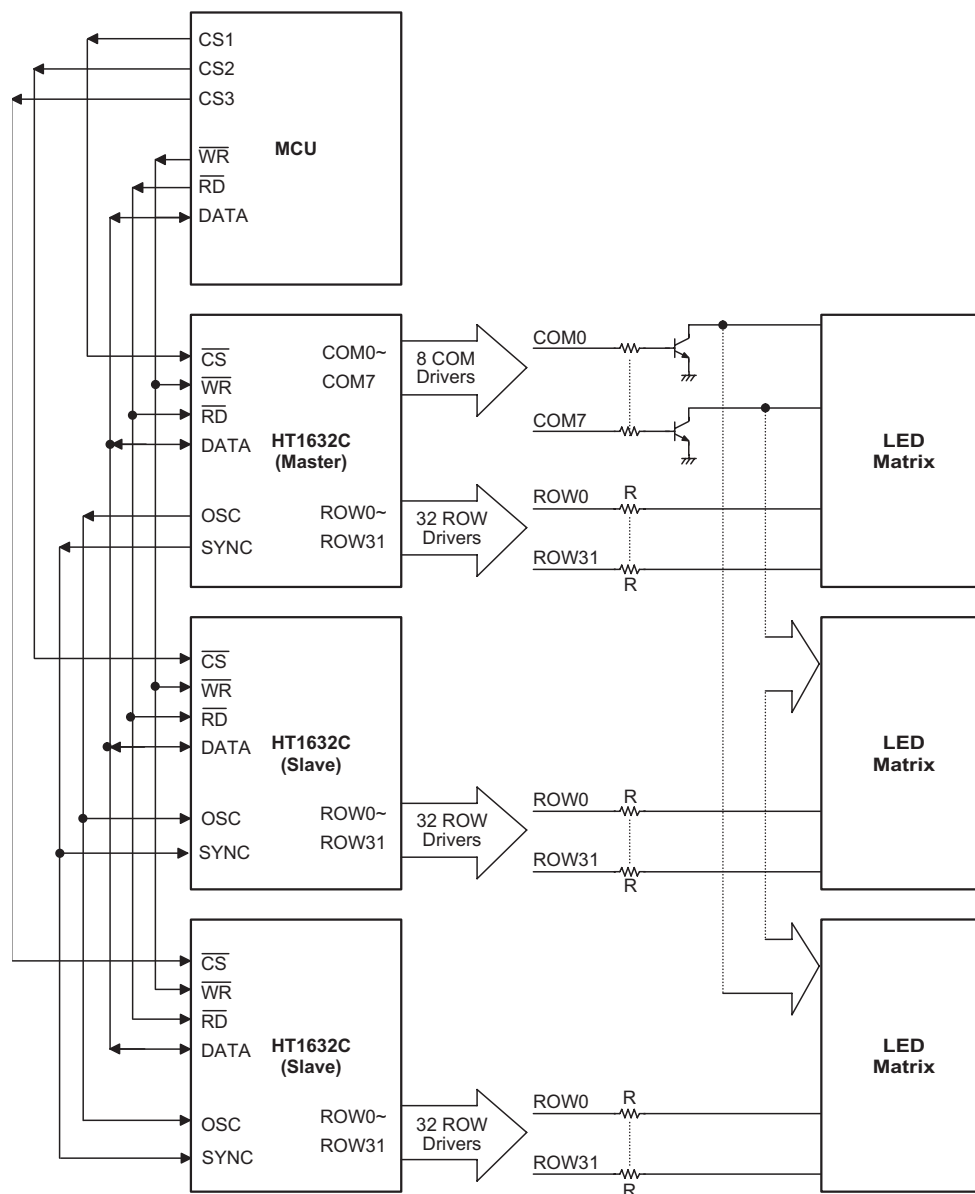 CS1
CS2
CS3
MCU
WR
RD
DATA
CS
WR
RD
DATA
HT1632C
(Master)
OSC
SYNC
COM0~
COM7
8 COM
Drivers
ROW0~
ROW31
32 ROW
Drivers
COM0
COM7
ROW0
R
ROW31
R
LED
Matrix
CS
WR
RD
DATA
HT1632C
(Slave)
OSC
SYNC
ROW0~
ROW31
32 ROW
Drivers
ROW0
R
ROW31
R
LED
Matrix
CS
WR
RD
DATA
HT1632C
(Slave)
OSC
SYNC
ROW0~
ROW31
32 ROW
Drivers
ROW0
R
ROW31
R
LED
Matrix